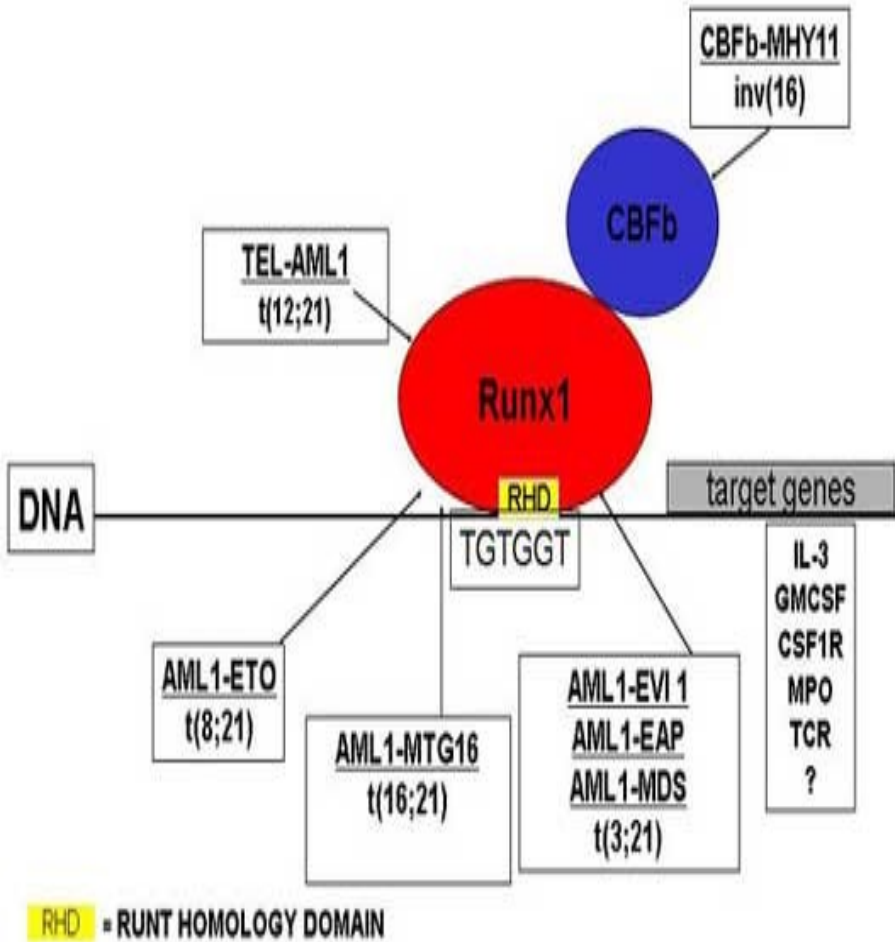 CBFb-MHY11
inv(16)
CBFb
TEL-AML1
t(12;21)
Runx1
RHD
DNA
target genes
TGTGGT
IL-3
GMCSF
CSF1R
MPO
TCR
?
AML1-ETO
t(8;21)
AML1-MTG16
t(16;21)
AML1-EVI 1
AML1-EAP
AML1-MDS
t(3;21)
RHD = RUNT HOMOLOGY DOMAIN